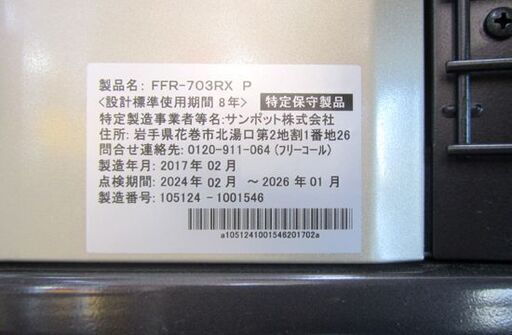 製品名: FFR-703RX P
<設計標準使用期間 8年> 特定保守製品
特定製造事業者等名:サンポット株式会社
住所: 岩手県花巻市北湯口第2地割1番地26
問合せ連絡先: 0120-911-064 (フリーコール)
製造年月: 2017年 02月
点検期間: 2024年 02月 ～ 2026年 01月
製造番号: 105124 - 1001546
a1051241001546201702a